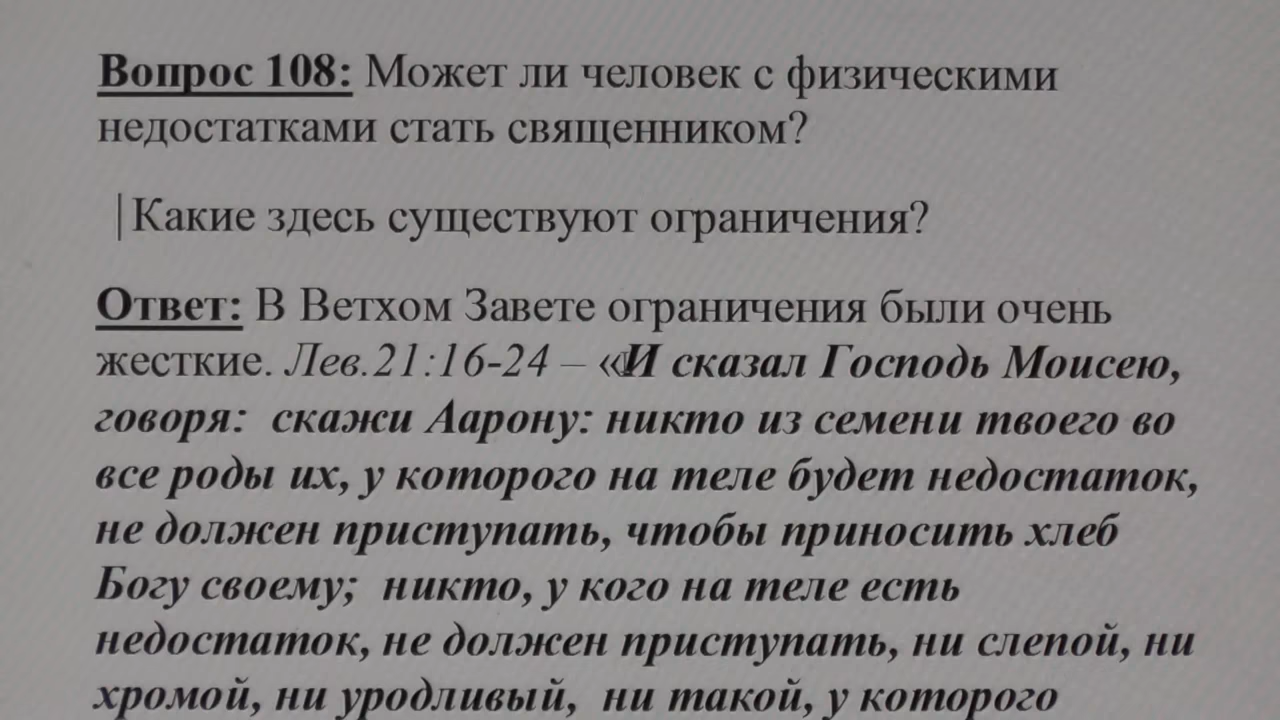 Вопрос 108: Может ли человек с физическими
недостатками стать священником?
Какие здесь существуют ограничения?
Ответ: В Ветхом Завете ограничения были очень
жесткие. Лев.21:16-24 – «И сказал Господь Моисею,
говоря: скажи Аарону: никто из семени твоего во
все роды их, у которого на теле будет недостаток,
не должен приступать, чтобы приносить хлеб
Богу своему; никто, у кого на теле есть
недостаток, не должен приступать, ни слепой, ни
хромой, ни уродливый, ни такой, у которого